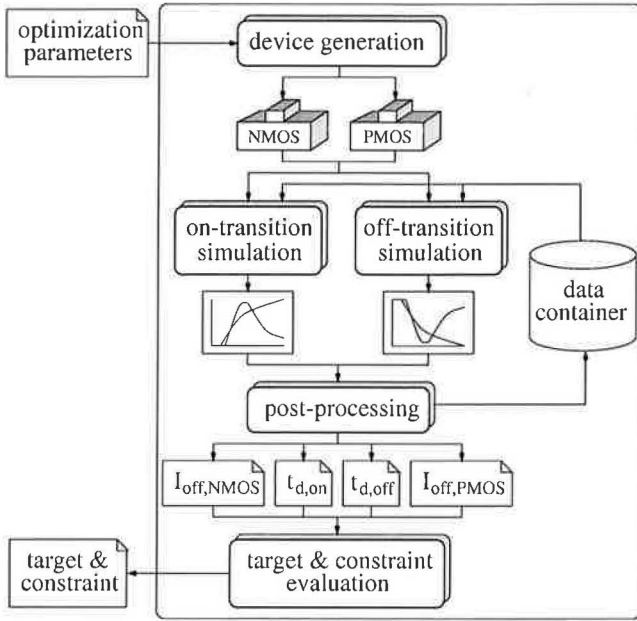 optimization
parameters
device generation
NMOS
PMOS
on-transition
simulation
off-transition
simulation
data
container
post-processing
I_off,NMOS
t_d,on
t_d,off
I_off,PMOS
target &
constraint
target & constraint
evaluation